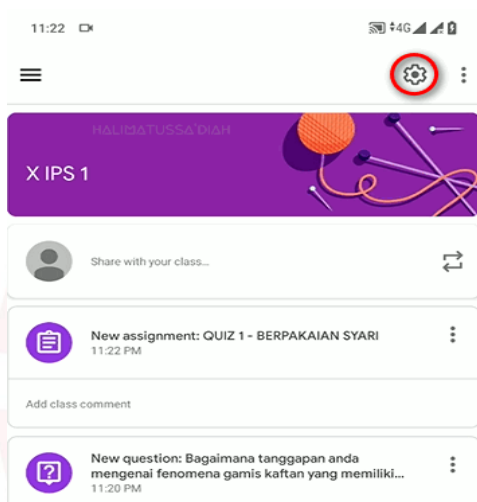 11:22
4G
HALIMATUSSA'DIAH
X IPS 1
Share with your class...
New assignment: QUIZ 1 - BERPAKAIAN SYARI
11:22 PM
Add class comment
New question: Bagaimana tanggapan anda
mengenai fenomena gamis kaftan yang memiliki...
11:20 PM